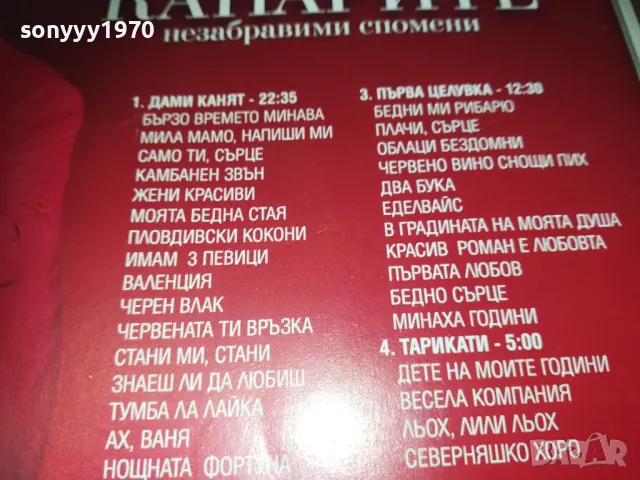 sonyyy1970
КАНАРИТЕ
незабравими спомени
1. ДАМИ КАНЯТ - 22:35
БЪРЗО ВРЕМЕТО МИНАВА
МИЛА МАМО, НАПИШИ МИ
САМО ТИ, СЪРЦЕ
КАМБАНЕН ЗВЪН
ЖЕНИ КРАСИВИ
МОЯТА БЕДНА СТАЯ
ПЛОВДИВСКИ КОКОНИ
ИМАМ 3 ПЕВИЦИ
ВАЛЕНЦИЯ
ЧЕРЕН ВЛАК
ЧЕРВЕНАТА ТИ ВРЪЗКА
СТАНИ МИ, СТАНИ
ЗНАЕШ ЛИ ДА ЛЮБИШ
ТУМБА ЛА ЛАЙКА
АХ, ВАНЯ
НОЩНАТА ФОРТУНА
3. ПЪРВА ЦЕЛУВКА - 12:30
БЕДНИ МИ РИБАРЮ
ПЛАЧИ, СЪРЦЕ
ОБЛАЦИ БЕЗДОМНИ
ЧЕРВЕНО ВИНО СНОЩИ ПИХ
ДВА БУКА
ЕДЕЛВАЙС
В ГРАДИНАТА НА МОЯТА ДУША
КРАСИВ РОМАН Е ЛЮБОВТА
ПЪРВАТА ЛЮБОВ
БЕДНО СЪРЦЕ
МИНАХА ГОДИНИ
4. ТАРИКАТИ - 5:00
ДЕТЕ НА МОИТЕ ГОДИНИ
ВЕСЕЛА КОМПАНИЯ
ЛЬОХ, ЛИЛИ ЛЬОХ
СЕВЕРНЯШКО ХОРО
BAZAR